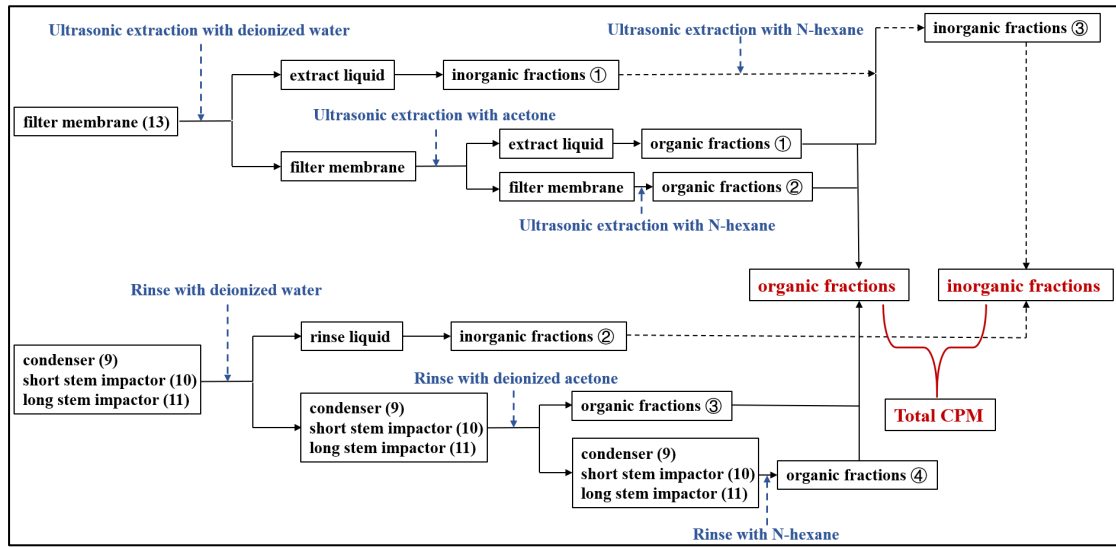 Ultrasonic extraction with deionized water
Ultrasonic extraction with N-hexane
inorganic fractions ③
extract liquid
inorganic fractions ①
filter membrane (13)
Ultrasonic extraction with acetone
extract liquid
organic fractions ①
filter membrane
filter membrane
organic fractions ②
Ultrasonic extraction with N-hexane
Rinse with deionized water
organic fractions
inorganic fractions
rinse liquid
inorganic fractions ②
condenser (9)
short stem impactor (10)
long stem impactor (11)
Rinse with deionized acetone
condenser (9)
short stem impactor (10)
long stem impactor (11)
organic fractions ③
Total CPM
condenser (9)
short stem impactor (10)
long stem impactor (11)
organic fractions ④
Rinse with N-hexane